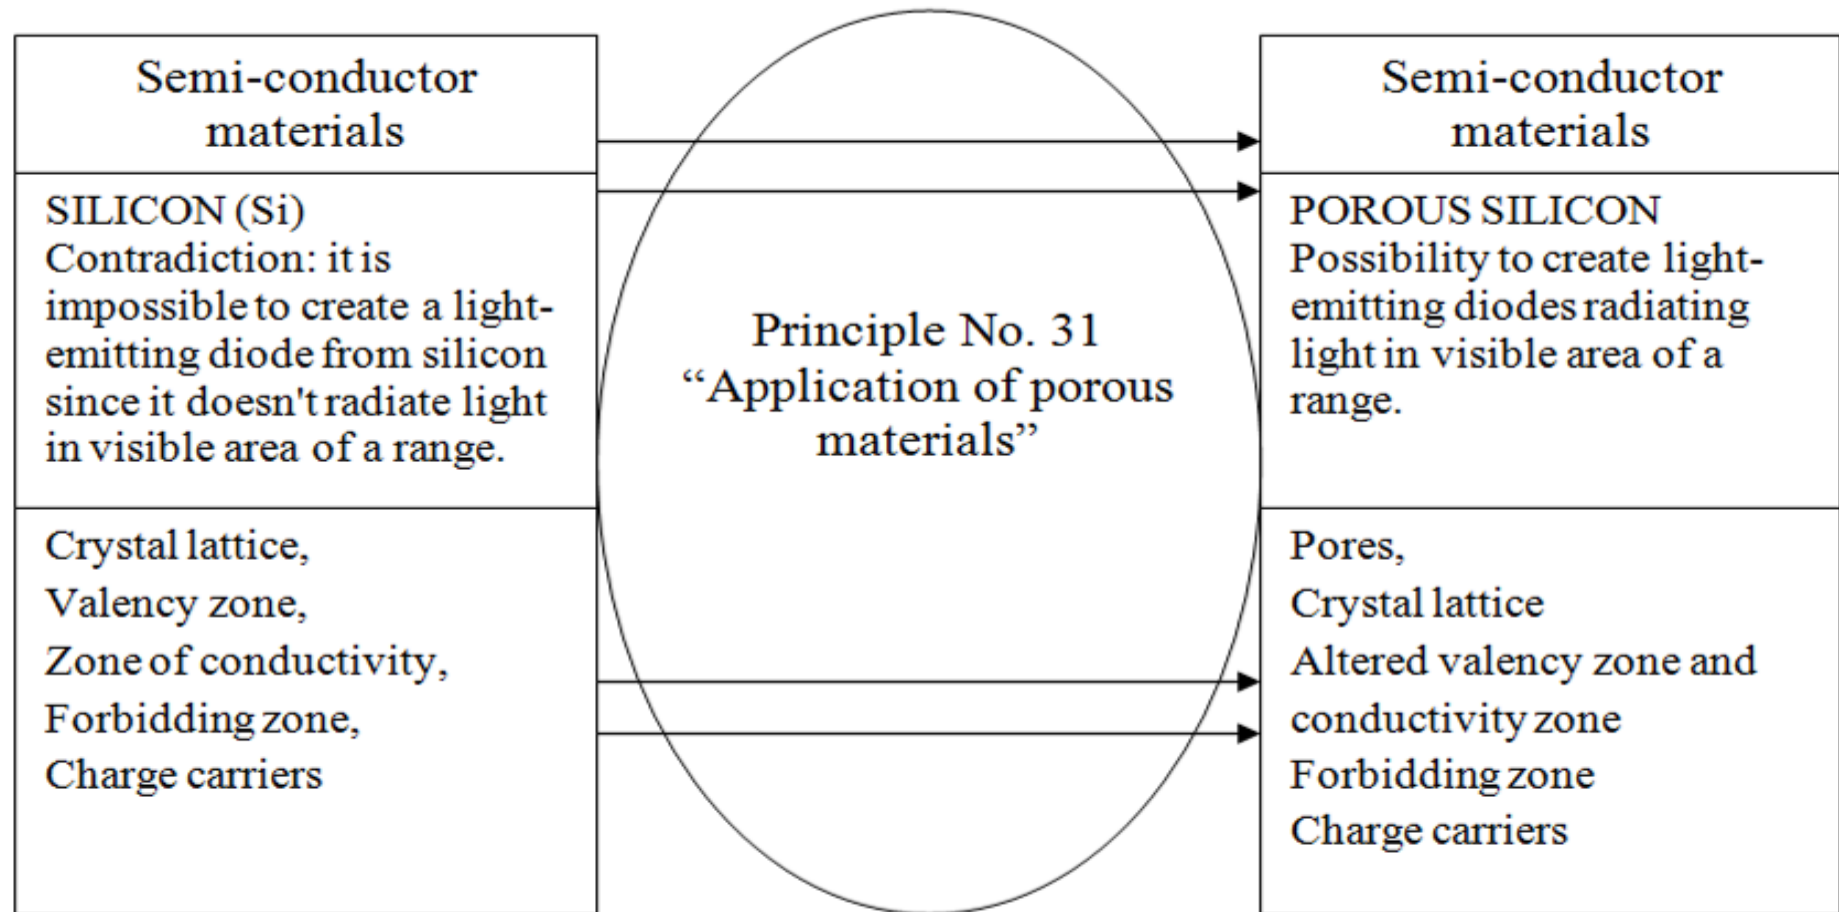 Semi-conductor
materials
SILICON (Si)
Contradiction: it is
impossible to create a light-
emitting diode from silicon
since it doesn't radiate light
in visible area of a range.
Crystal lattice,
Valency zone,
Zone of conductivity,
Forbidding zone,
Charge carriers
Principle No. 31
“Application of porous
materials”
Semi-conductor
materials
POROUS SILICON
Possibility to create light-
emitting diodes radiating
light in visible area of a
range.
Pores,
Crystal lattice
Altered valency zone and
conductivity zone
Forbidding zone
Charge carriers